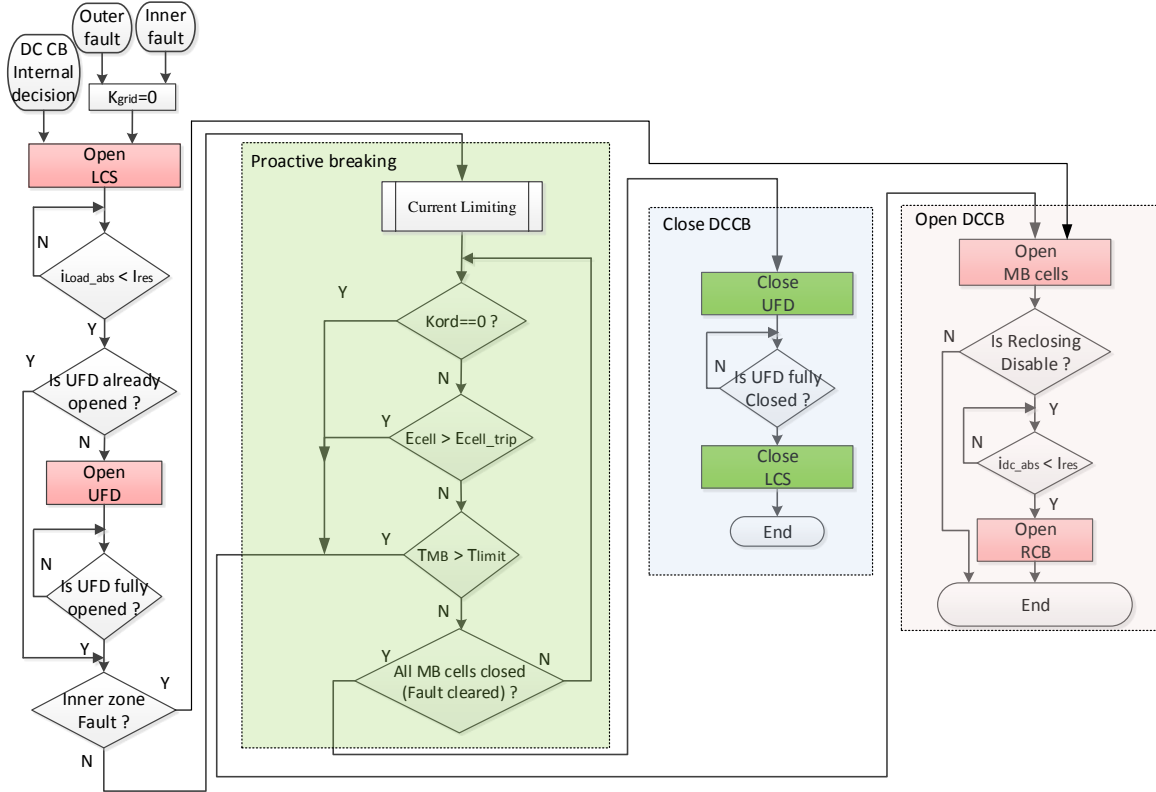 Outer
fault
Inner
fault
DC CB
Internal
decision
Kgrid=0
Open
LCS
N
iLoad_abs < Ires
Y
Y
Is UFD already
opened ?
N
Open
UFD
N
Is UFD fully
opened ?
Y
Y
Inner zone
Fault ?
N
Proactive breaking
Current Limiting
Y
Kord==0 ?
N
Y
Ecell > Ecell_trip
N
Y
TMB > Tlimit
N
Y
N
All MB cells closed
(Fault cleared) ?
Close DCCB
Close
UFD
N
Is UFD fully
Closed ?
Close
LCS
End
Open DCCB
Open
MB cells
N
Is Reclosing
Disable ?
Y
N
idc_abs < Ires
Y
Open
RCB
End